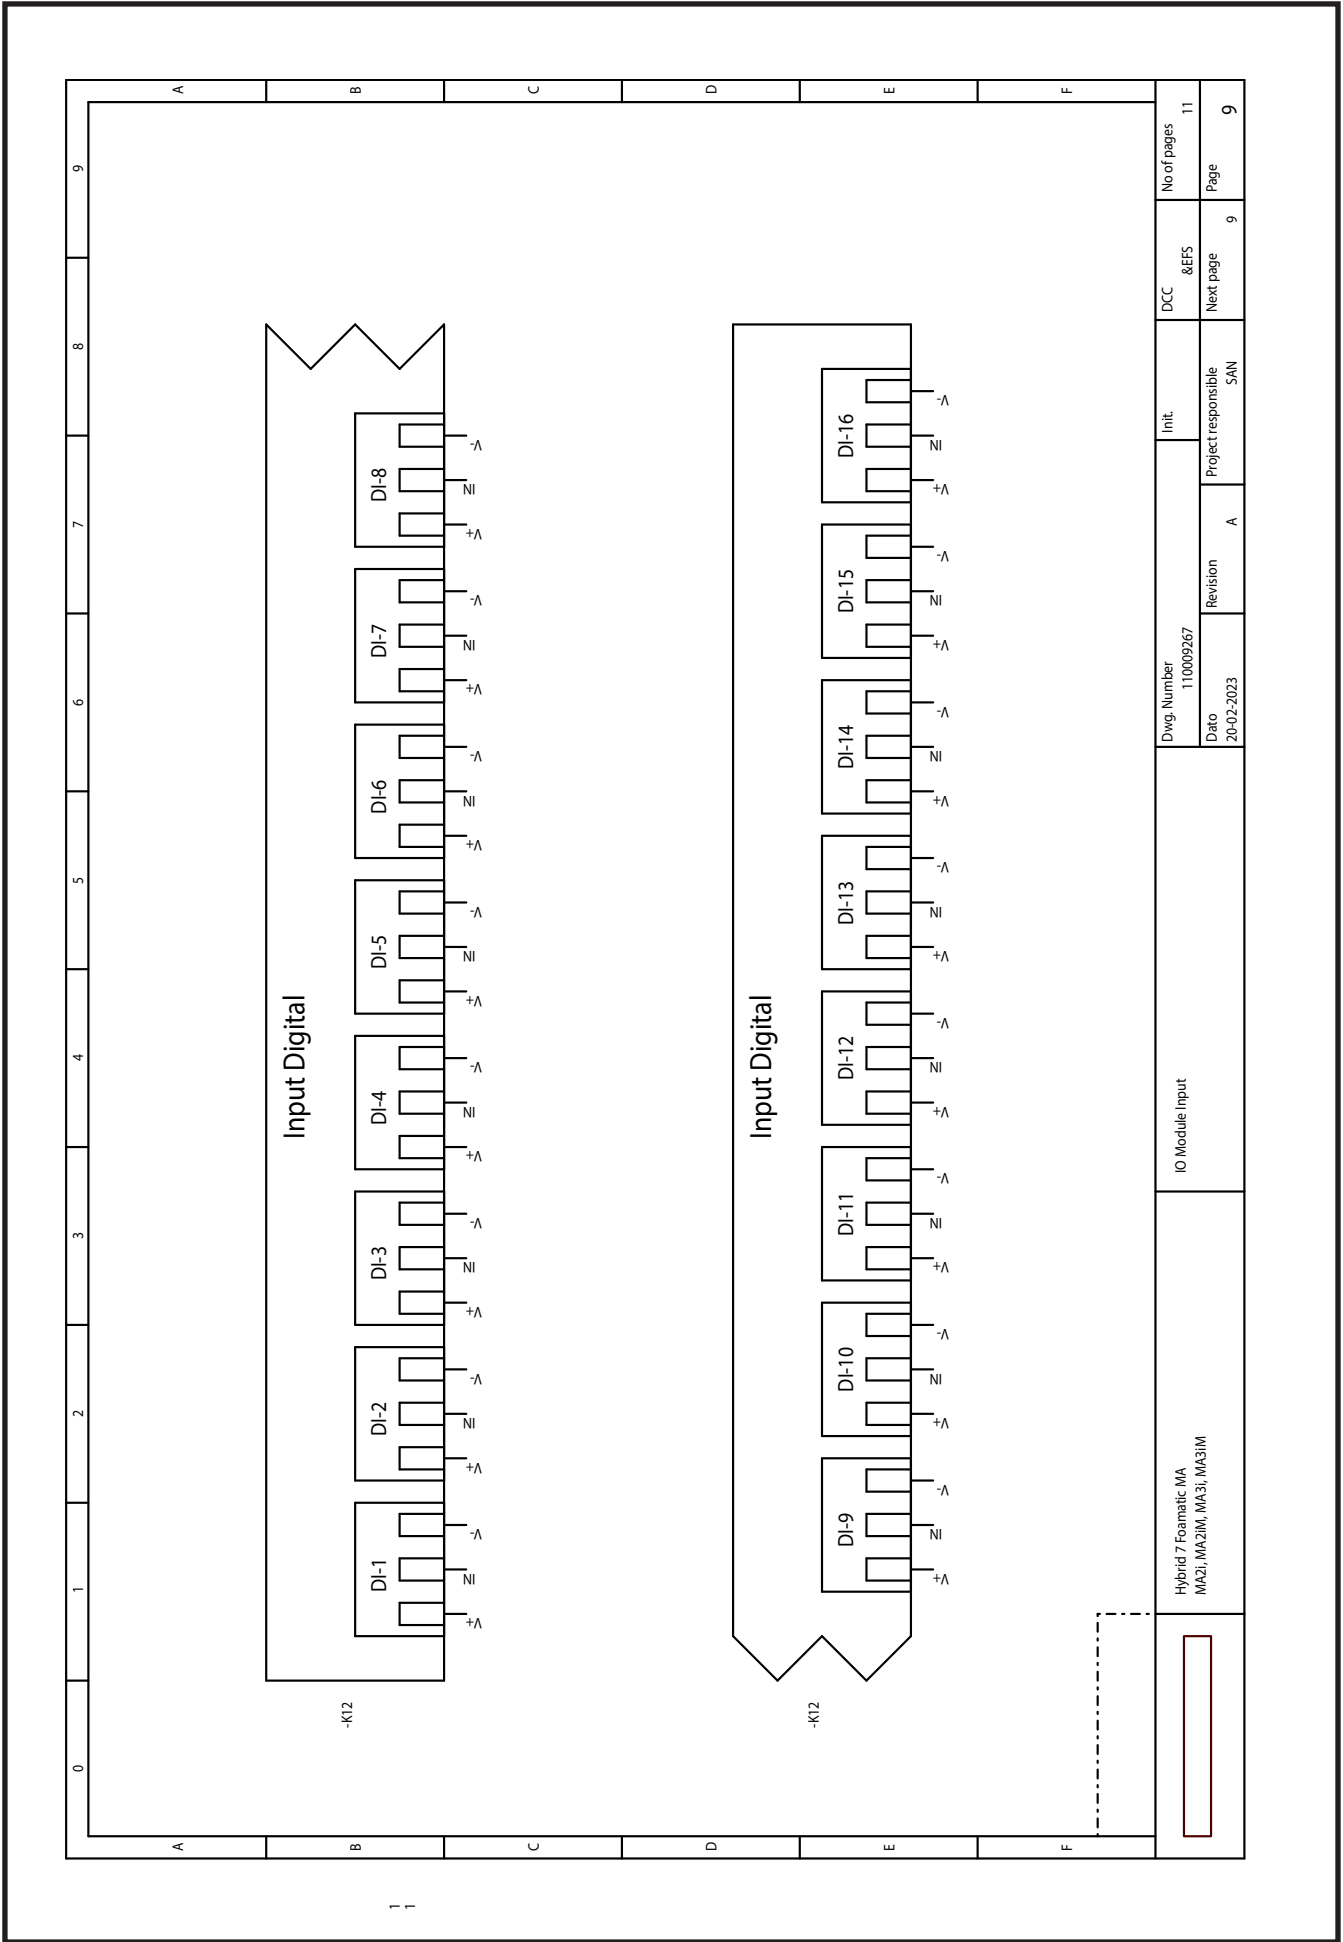 0 1 2 3 4 5 6 7 8 9
A A
B B
C C
D D
E E
F F
-K12
Input Digital
DI-1 DI-2 DI-3 DI-4 DI-5 DI-6 DI-7 DI-8
V+ IN V- V+ IN V- V+ IN V- V+ IN V- V+ IN V- V+ IN V- V+ IN V- V+ IN V-
-K12
Input Digital
DI-9 DI-10 DI-11 DI-12 DI-13 DI-14 DI-15 DI-16
V+ IN V- V+ IN V- V+ IN V- V+ IN V- V+ IN V- V+ IN V- V+ IN V- V+ IN V-
Hybrid 7 Foamatic MA
MA2i, MA2iM, MA3i, MA3iM
IO Module Input
Dwg. Number
110009267
Init.
DCC
&EFS
No of pages
11
Dato
20-02-2023
Revision
A
Project responsible
SAN
Next page
9
Page
9
1
1